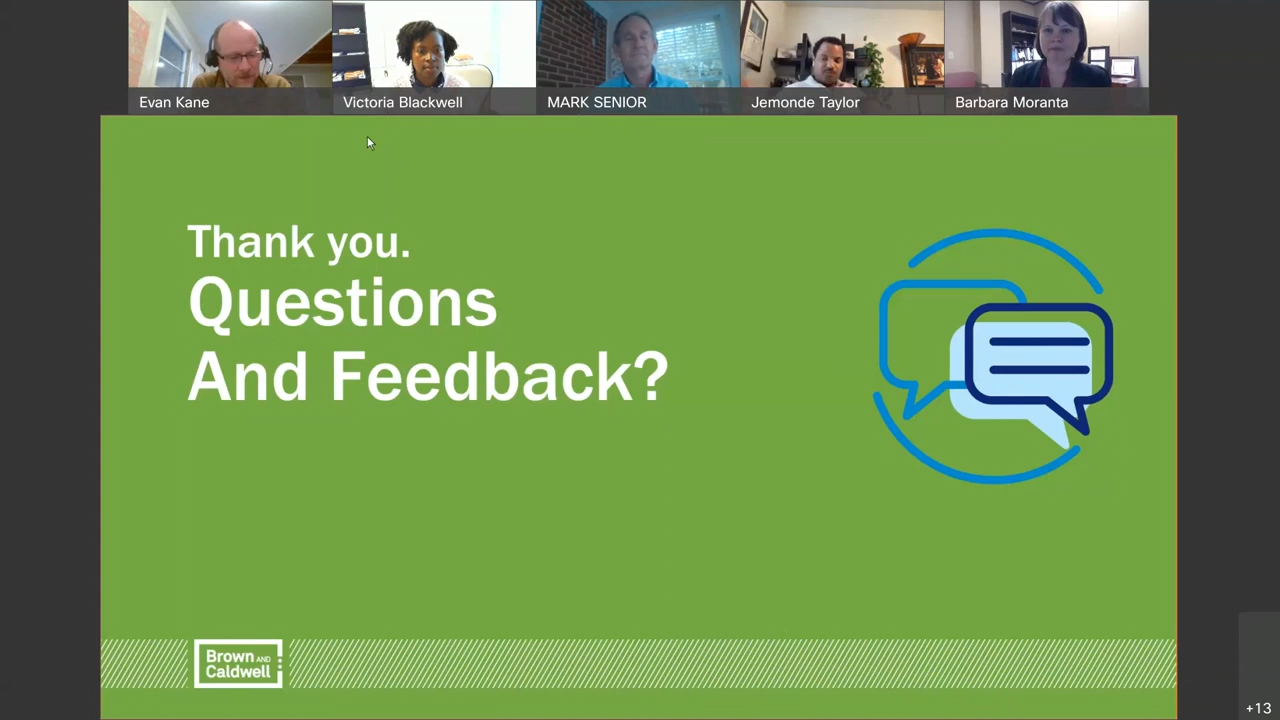 Evan Kane
Victoria Blackwell
MARK SENIOR
Jemonde Taylor
Barbara Moranta
Thank you.
Questions
And Feedback?
Brown AND
Caldwell
+13